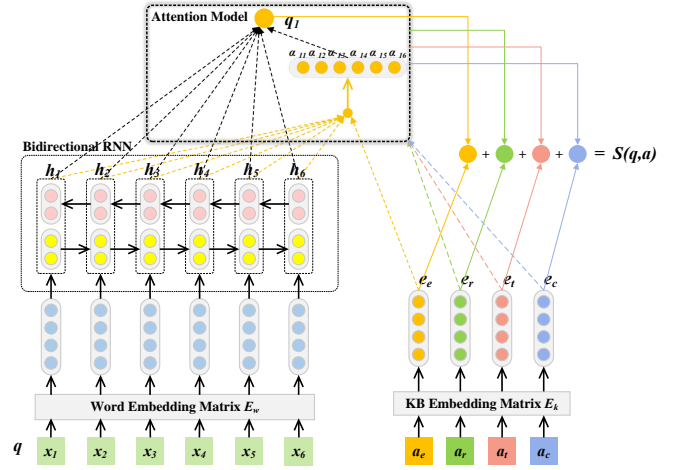 Attention Model
q1
α11 α12 α13 α14 α15 α16
Bidirectional RNN
h1 h2 h3 h4 h5 h6
+ + + = S(q,a)
ee er et ec
Word Embedding Matrix Ew
KB Embedding Matrix Ek
q x1 x2 x3 x4 x5 x6
ae ar at ac